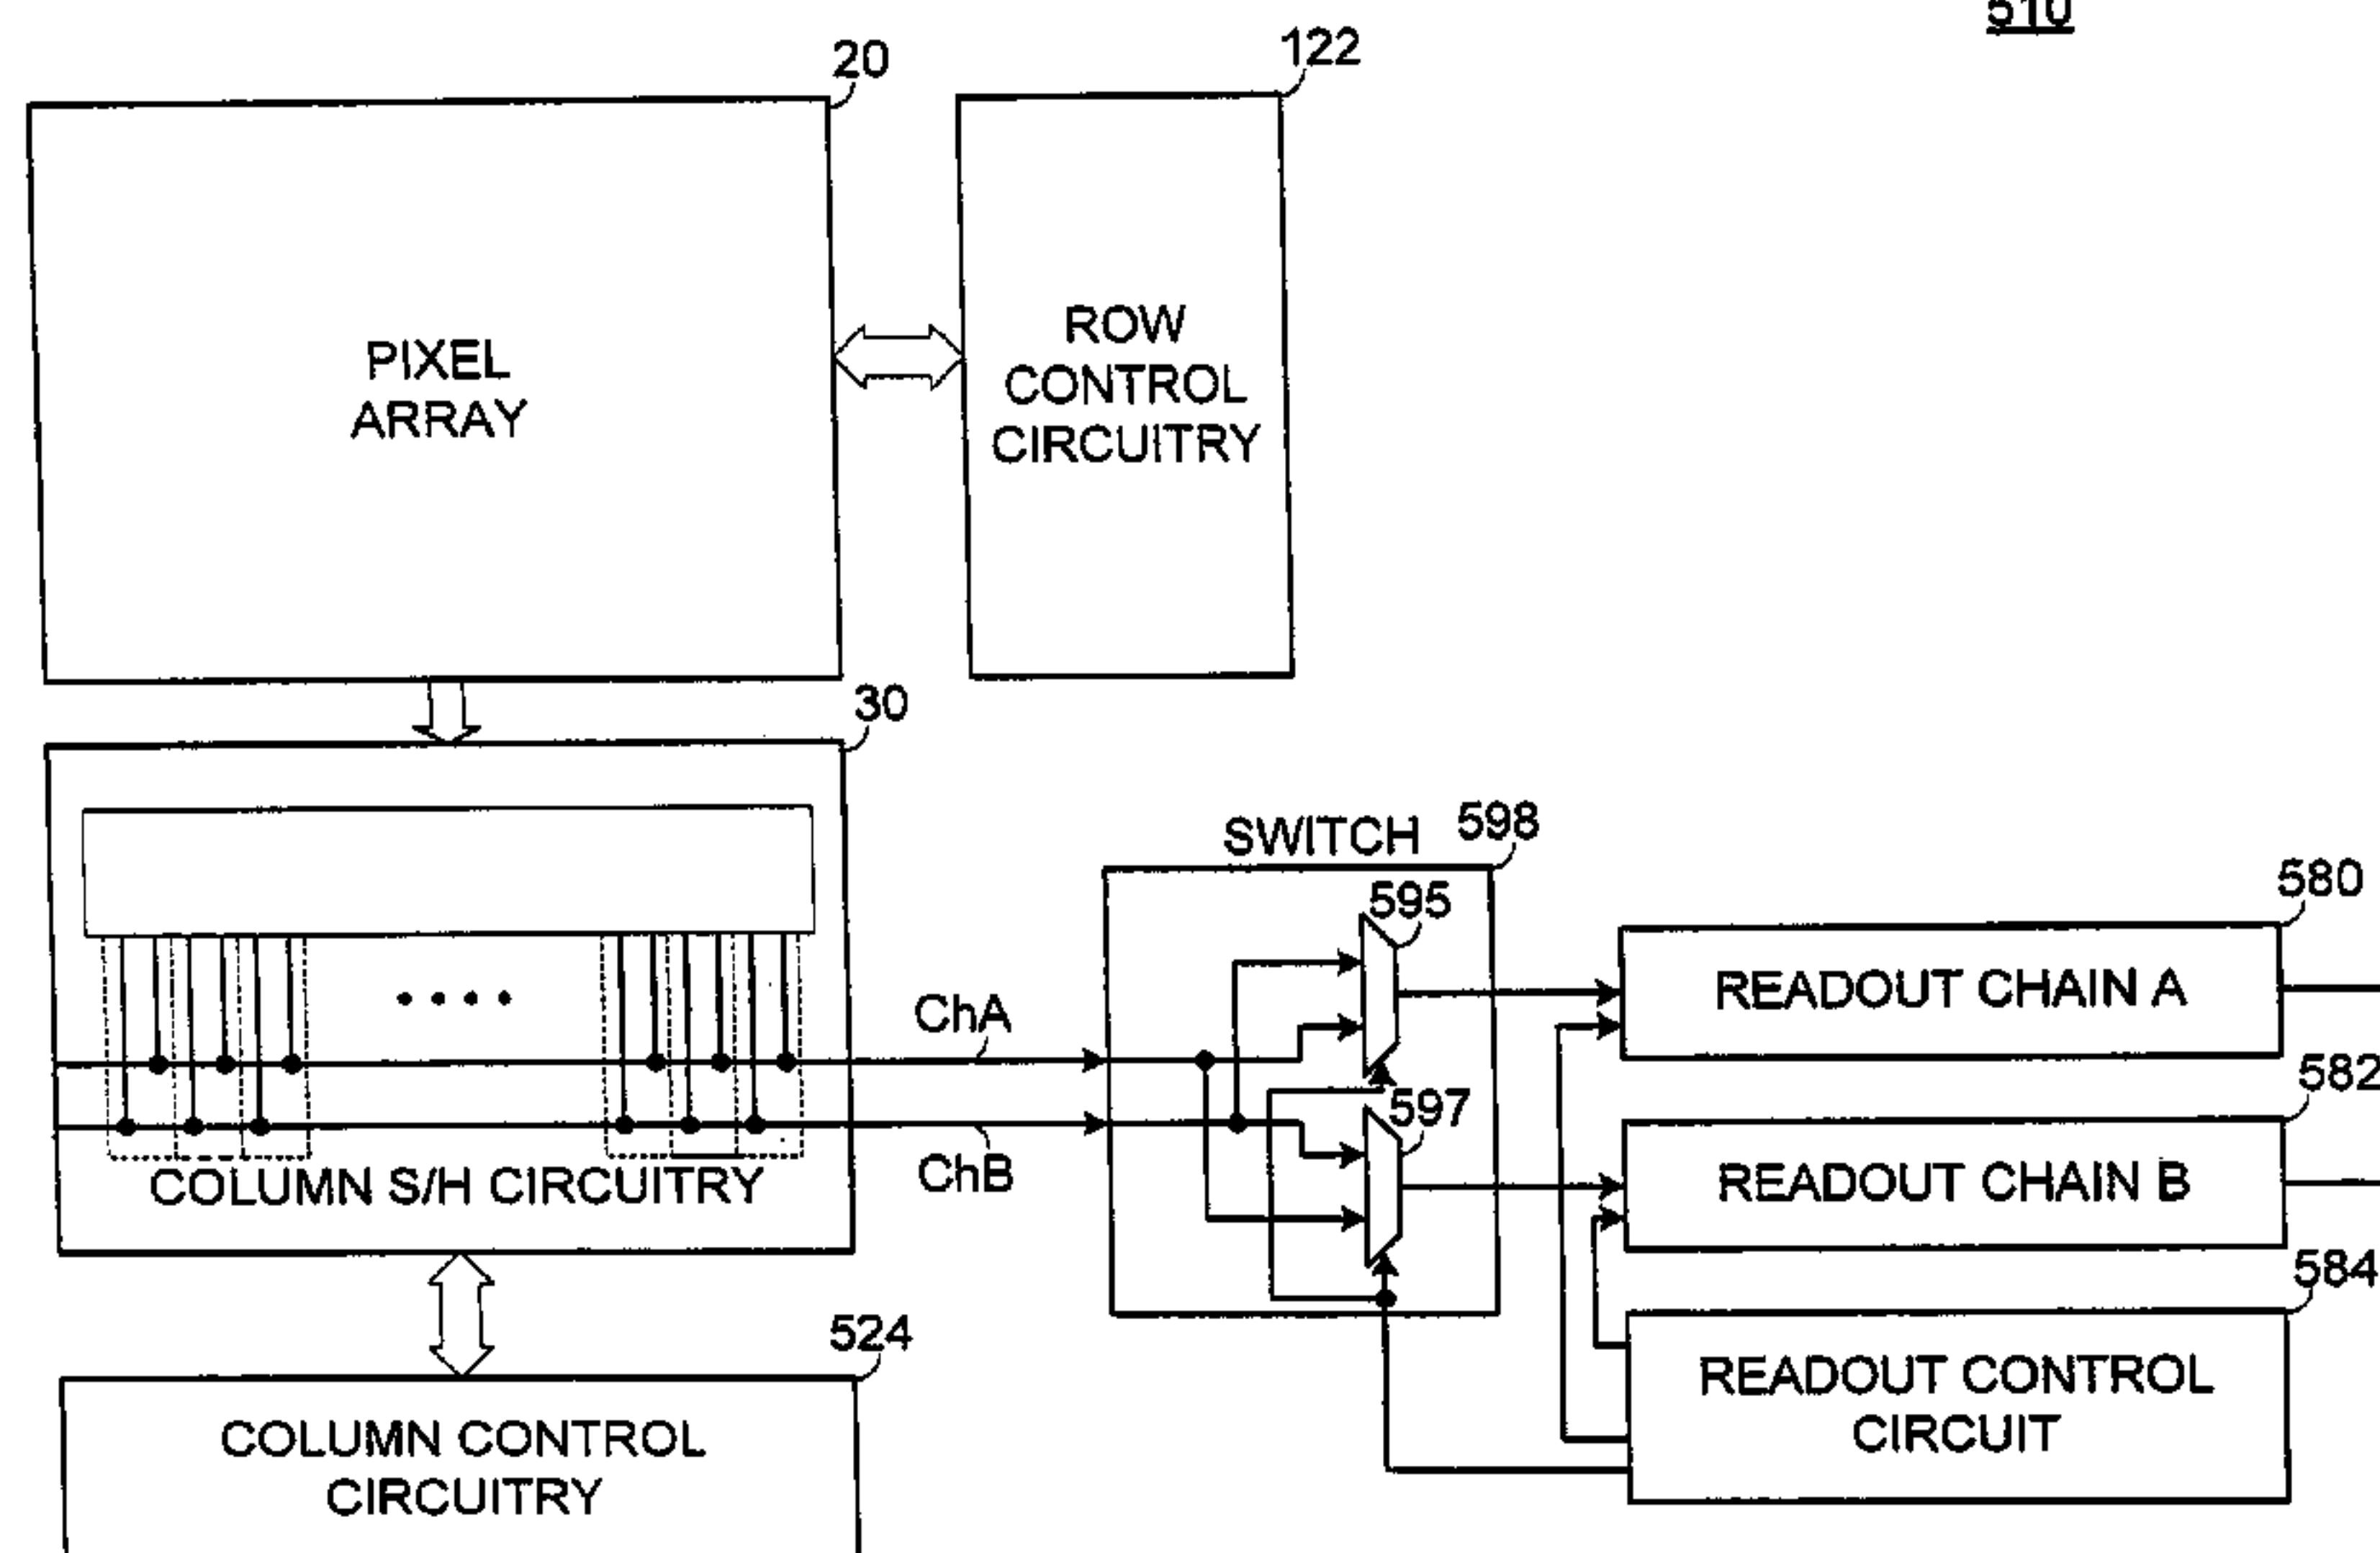 510
20
122
PIXEL
ARRAY
ROW
CONTROL
CIRCUITRY
30
SWITCH
598
595
580
READOUT CHAIN A
ChA
582
597
READOUT CHAIN B
ChB
COLUMN S/H CIRCUITRY
584
524
READOUT CONTROL
CIRCUIT
COLUMN CONTROL
CIRCUITRY